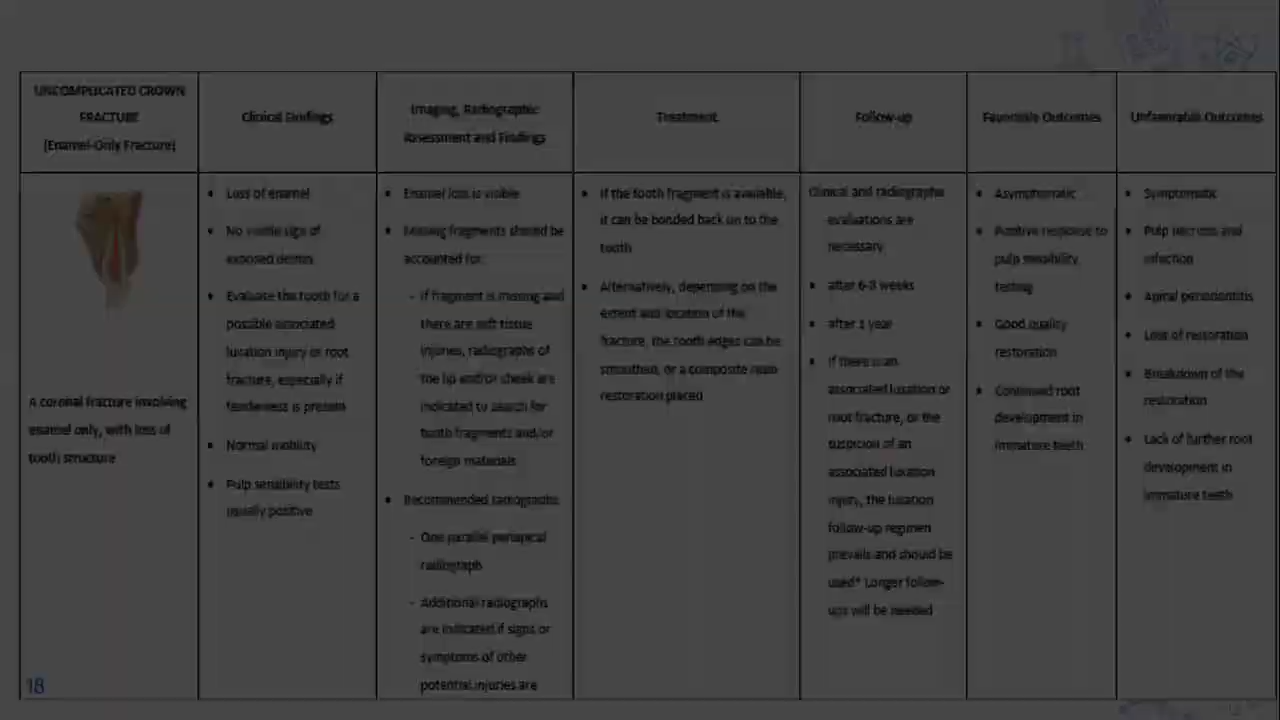 UNCOMPLICATED CROWN
FRACTURE
(Enamel-Only Fracture)
Clinical Findings
Imaging, Radiographic
Assessment and Findings
Treatment
Follow-up
Favorable Outcomes
Unfavorable Outcomes
A coronal fracture involving
enamel only, with loss of
tooth structure
• Loss of enamel
• No visible sign of
exposed dentin
• Evaluate the tooth for a
possible associated
luxation injury or root
fracture, especially if
tenderness is present
• Normal mobility
• Pulp sensibility tests
usually positive
• Enamel loss is visible
• Missing fragments should be
accounted for:
- If fragment is missing and
there are soft tissue
injuries, radiographs of
the lip and/or cheek are
indicated to search for
tooth fragments and/or
foreign materials
• Recommended radiographs:
- One parallel periapical
radiograph
- Additional radiographs
are indicated if signs or
symptoms of other
potential injuries are
• If the tooth fragment is available,
it can be bonded back on to the
tooth
• Alternatively, depending on the
extent and location of the
fracture, the tooth edges can be
smoothed, or a composite resin
restoration placed
Clinical and radiographic
evaluations are
necessary
• after 6-8 weeks
• after 1 year
• If there is an
associated luxation or
root fracture, or the
suspicion of an
associated luxation
injury, the luxation
follow-up regimen
prevails and should be
used* Longer follow-
ups will be needed
• Asymptomatic
• Positive response to
pulp sensibility
testing
• Good quality
restoration
• Continued root
development in
immature teeth
• Symptomatic
• Pulp necrosis and
infection
• Apical periodontitis
• Loss of restoration
• Breakdown of the
restoration
• Lack of further root
development in
immature teeth
18